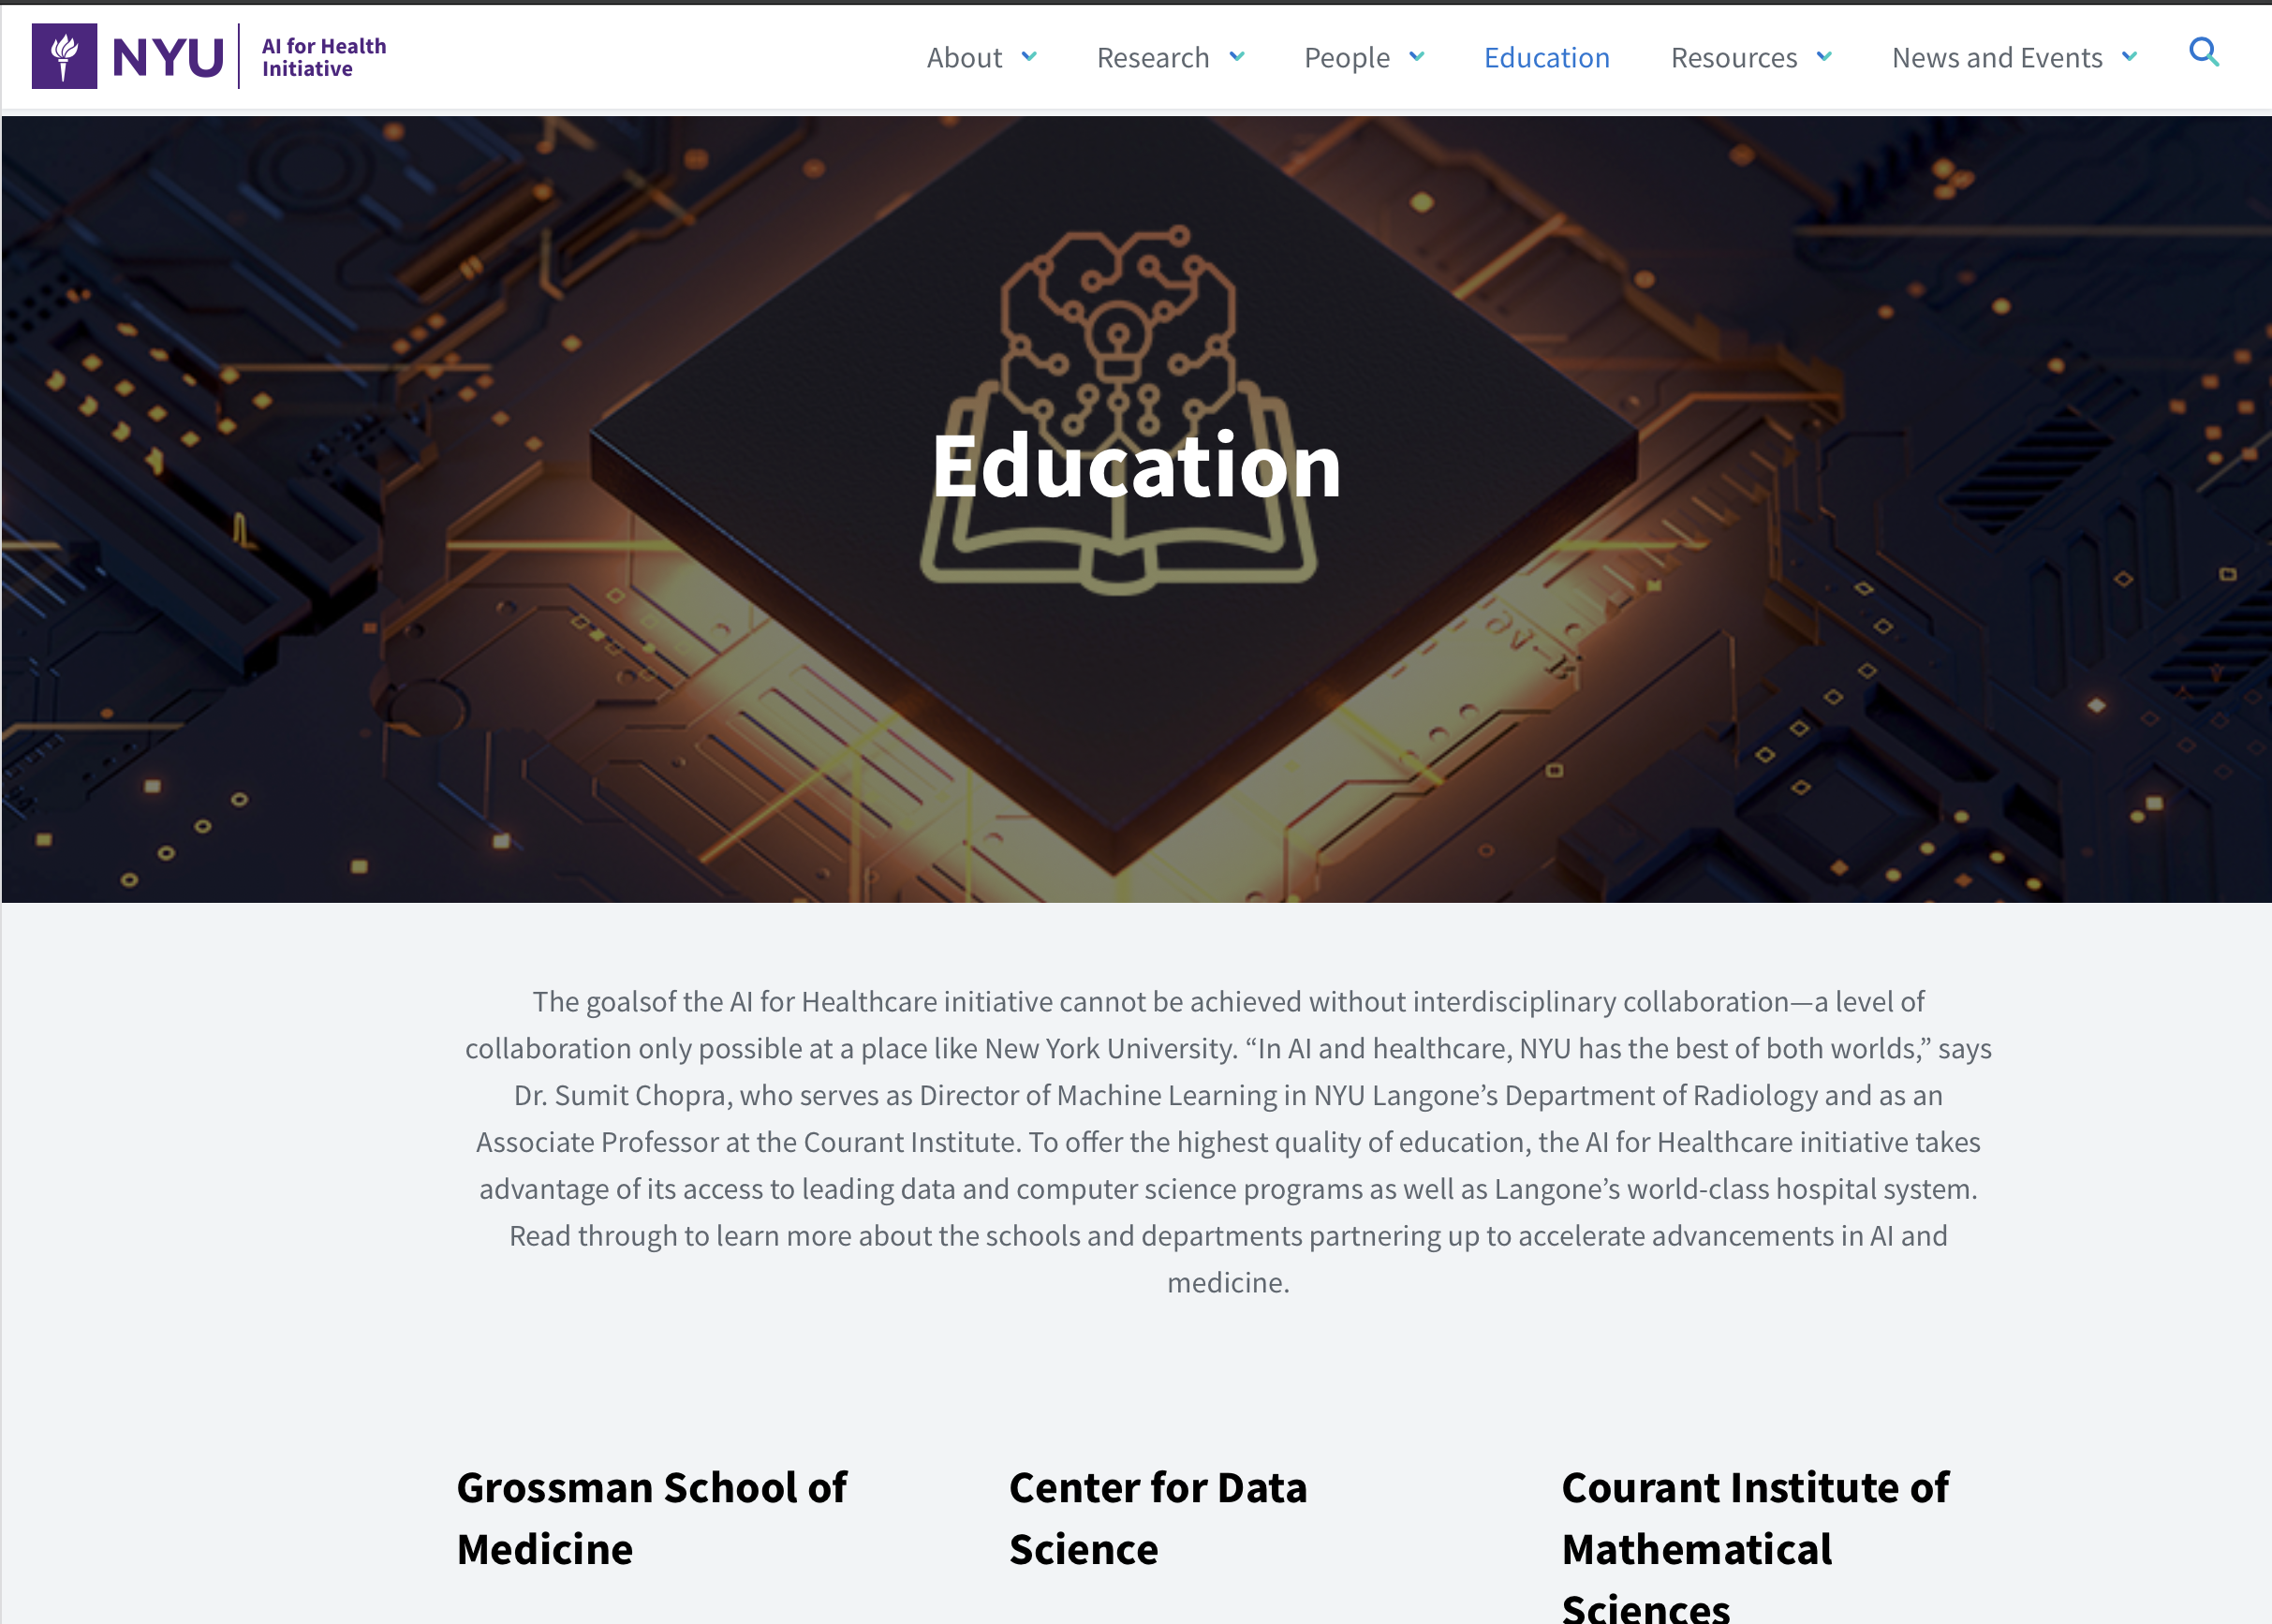 NYU
AI for Health
Initiative
About
Research
People
Education
Resources
News and Events
Education
The goalsof the AI for Healthcare initiative cannot be achieved without interdisciplinary collaboration—a level of
collaboration only possible at a place like New York University. “In AI and healthcare, NYU has the best of both worlds,” says
Dr. Sumit Chopra, who serves as Director of Machine Learning in NYU Langone’s Department of Radiology and as an
Associate Professor at the Courant Institute. To offer the highest quality of education, the AI for Healthcare initiative takes
advantage of its access to leading data and computer science programs as well as Langone’s world-class hospital system.
Read through to learn more about the schools and departments partnering up to accelerate advancements in AI and
medicine.
Grossman School of
Medicine
Center for Data
Science
Courant Institute of
Mathematical
Sciences